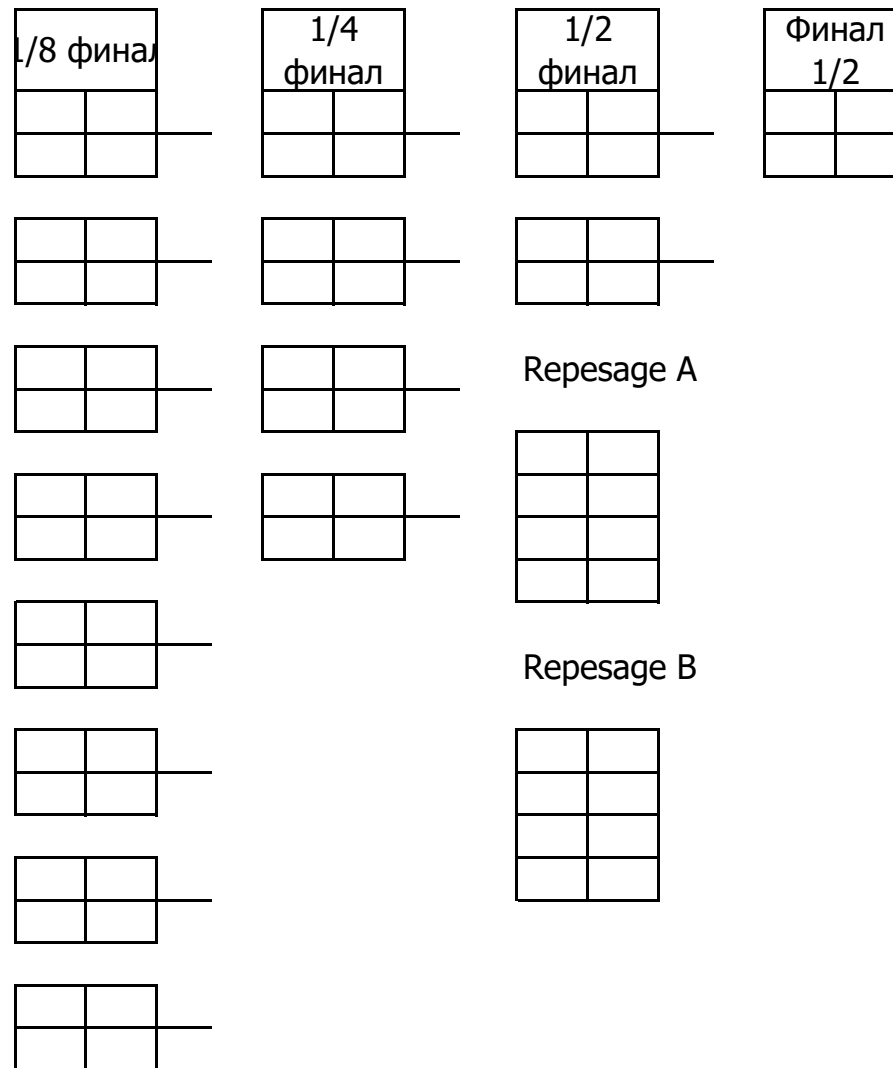 1/8 финал
1/4
финал
1/2
финал
Финал
1/2
Repesage A
Repesage B